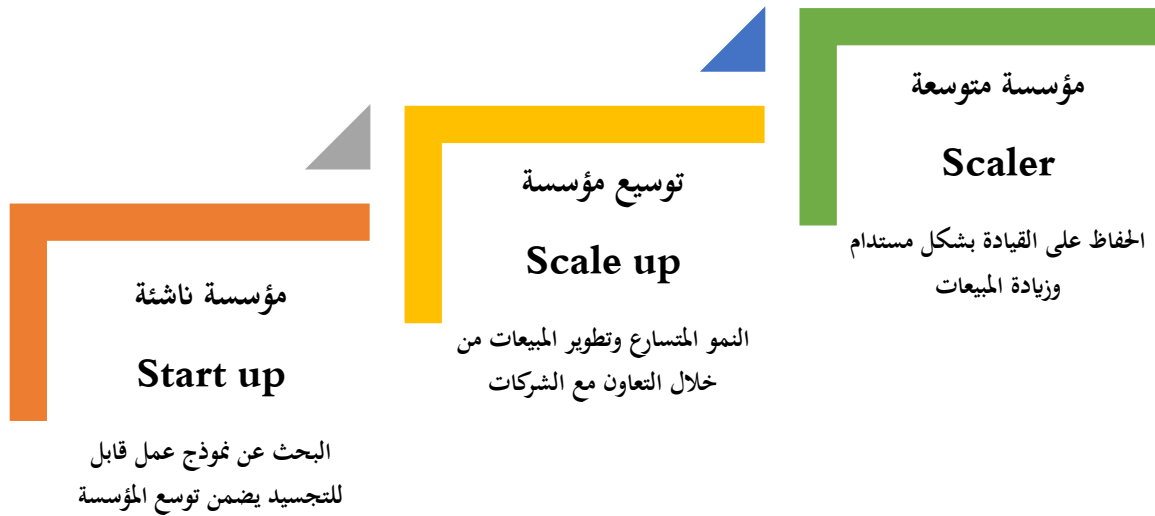 مؤسسة ناشئة
Start up
البحث عن نموذج عمل قابل
للتجسيد يضمن توسع المؤسسة
توسيع مؤسسة
Scale up
النمو المتسارع وتطوير المبيعات من
خلال التعاون مع الشركات
مؤسسة متوسعة
Scaler
الحفاظ على القيادة بشكل مستدام
وزيادة المبيعات